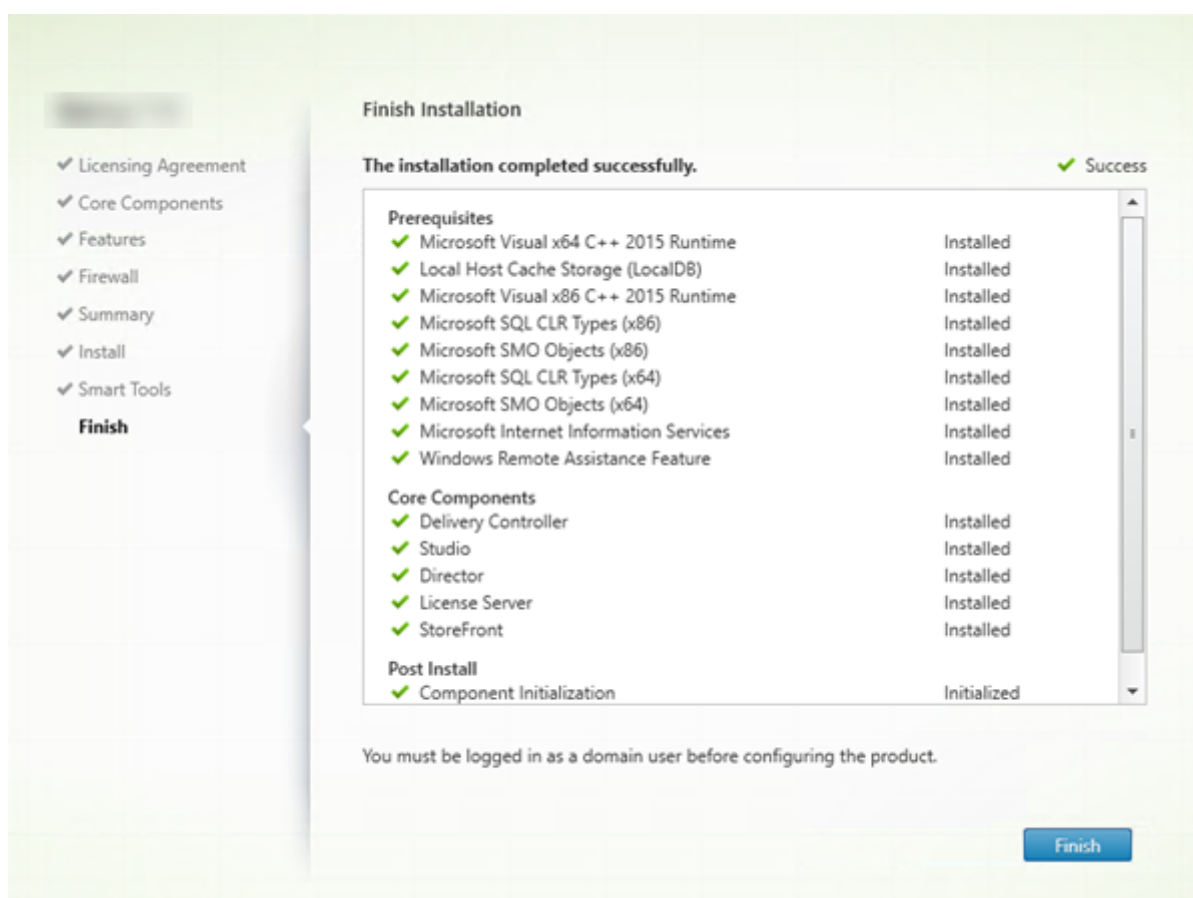 Finish Installation
Licensing Agreement
Core Components
Features
Firewall
Summary
Install
Smart Tools
Finish
The installation completed successfully.
Success
Prerequisites
Microsoft Visual x64 C++ 2015 Runtime Installed
Local Host Cache Storage (LocalDB) Installed
Microsoft Visual x86 C++ 2015 Runtime Installed
Microsoft SQL CLR Types (x86) Installed
Microsoft SMO Objects (x86) Installed
Microsoft SQL CLR Types (x64) Installed
Microsoft SMO Objects (x64) Installed
Microsoft Internet Information Services Installed
Windows Remote Assistance Feature Installed
Core Components
Delivery Controller Installed
Studio Installed
Director Installed
License Server Installed
StoreFront Installed
Post Install
Component Initialization Initialized
You must be logged in as a domain user before configuring the product.
Finish